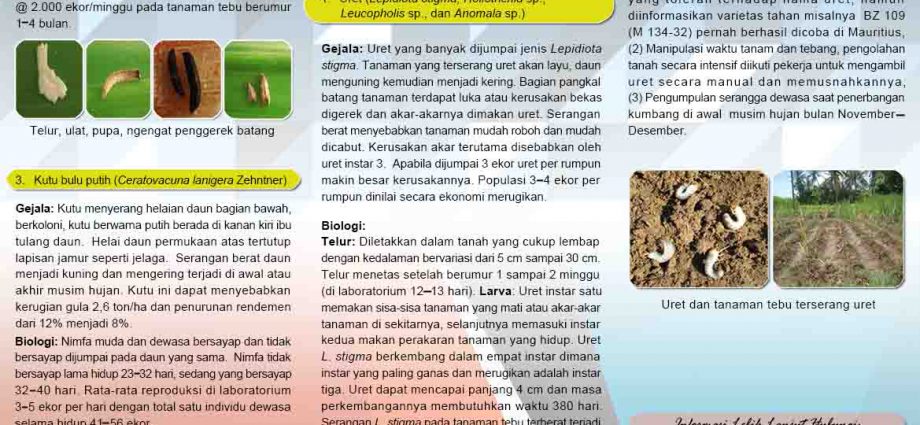 @ 2.000 ekor/minggu pada tanaman tebu berumur
1–4 bulan.
Telur, ulat, pupa, ngengat penggerek batang
3. Kutu bulu putih (Ceratovacuna lanigera Zehntner)
Gejala: Kutu menyerang helaian daun bagian bawah,
berkoloni, kutu berwarna putih berada di kanan kiri ibu
tulang daun. Helai daun permukaan atas tertutup
lapisan jamur seperti jelaga. Serangan berat daun
menjadi kuning dan mengering terjadi di awal atau
akhir musim hujan. Kutu ini dapat menyebabkan
kerugian gula 2,6 ton/ha dan penurunan rendemen
dari 12% menjadi 8%.
Biologi: Nimfa muda dan dewasa bersayap dan tidak
bersayap dijumpai pada daun yang sama. Nimfa tidak
bersayap lama hidup 23–32 hari, sedang yang bersayap
32–40 hari. Rata-rata reproduksi di laboratorium
3–5 ekor per hari dengan total satu individu dewasa
selama hidup 41–56 ekor
Uret (Lepidiota stigma, Holotrichia sp.,
Leucopholis sp., dan Anomala sp.)
Gejala: Uret yang banyak dijumpai jenis Lepidiota
stigma. Tanaman yang terserang uret akan layu, daun
menguning kemudian menjadi kering. Bagian pangkal
batang tanaman terdapat luka atau kerusakan bekas
digerek dan akar-akarnya dimakan uret. Serangan
berat menyebabkan tanaman mudah roboh dan mudah
dicabut. Kerusakan akar terutama disebabkan oleh
uret instar 3. Apabila dijumpai 3 ekor uret per rumpun
makin besar kerusakannya. Populasi 3–4 ekor per
rumpun dinilai secara ekonomi merugikan.
Biologi:
Telur: Diletakkan dalam tanah yang cukup lembap
dengan kedalaman bervariasi dari 5 cm sampai 30 cm.
Telur menetas setelah berumur 1 sampai 2 minggu
(di laboratorium 12–13 hari). Larva: Uret instar satu
memakan sisa-sisa tanaman yang mati atau akar-akar
tanaman di sekitarnya, selanjutnya memasuki instar
kedua makan perakaran tanaman yang hidup. Uret
L. stigma berkembang dalam empat instar dimana
instar yang paling ganas dan merugikan adalah instar
tiga. Uret dapat mencapai panjang 4 cm dan masa
perkembangannya membutuhkan waktu 380 hari.
Serangan L. stigma pada tanaman tebu terberat terjadi
yang toleran terhadap hama uret, namun
diinformasikan varietas tahan misalnya BZ 109
(M 134-32) pernah berhasil dicoba di Mauritius,
(2) Manipulasi waktu tanam dan tebang, pengolahan
tanah secara intensif diikuti pekerja untuk mengambil
uret secara manual dan memusnahkannya,
(3) Pengumpulan serangga dewasa saat penerbangan
kumbang di awal musim hujan bulan November–
Desember.
Uret dan tanaman tebu terserang uret
Informasi Lebih Lanjut Hubungi: